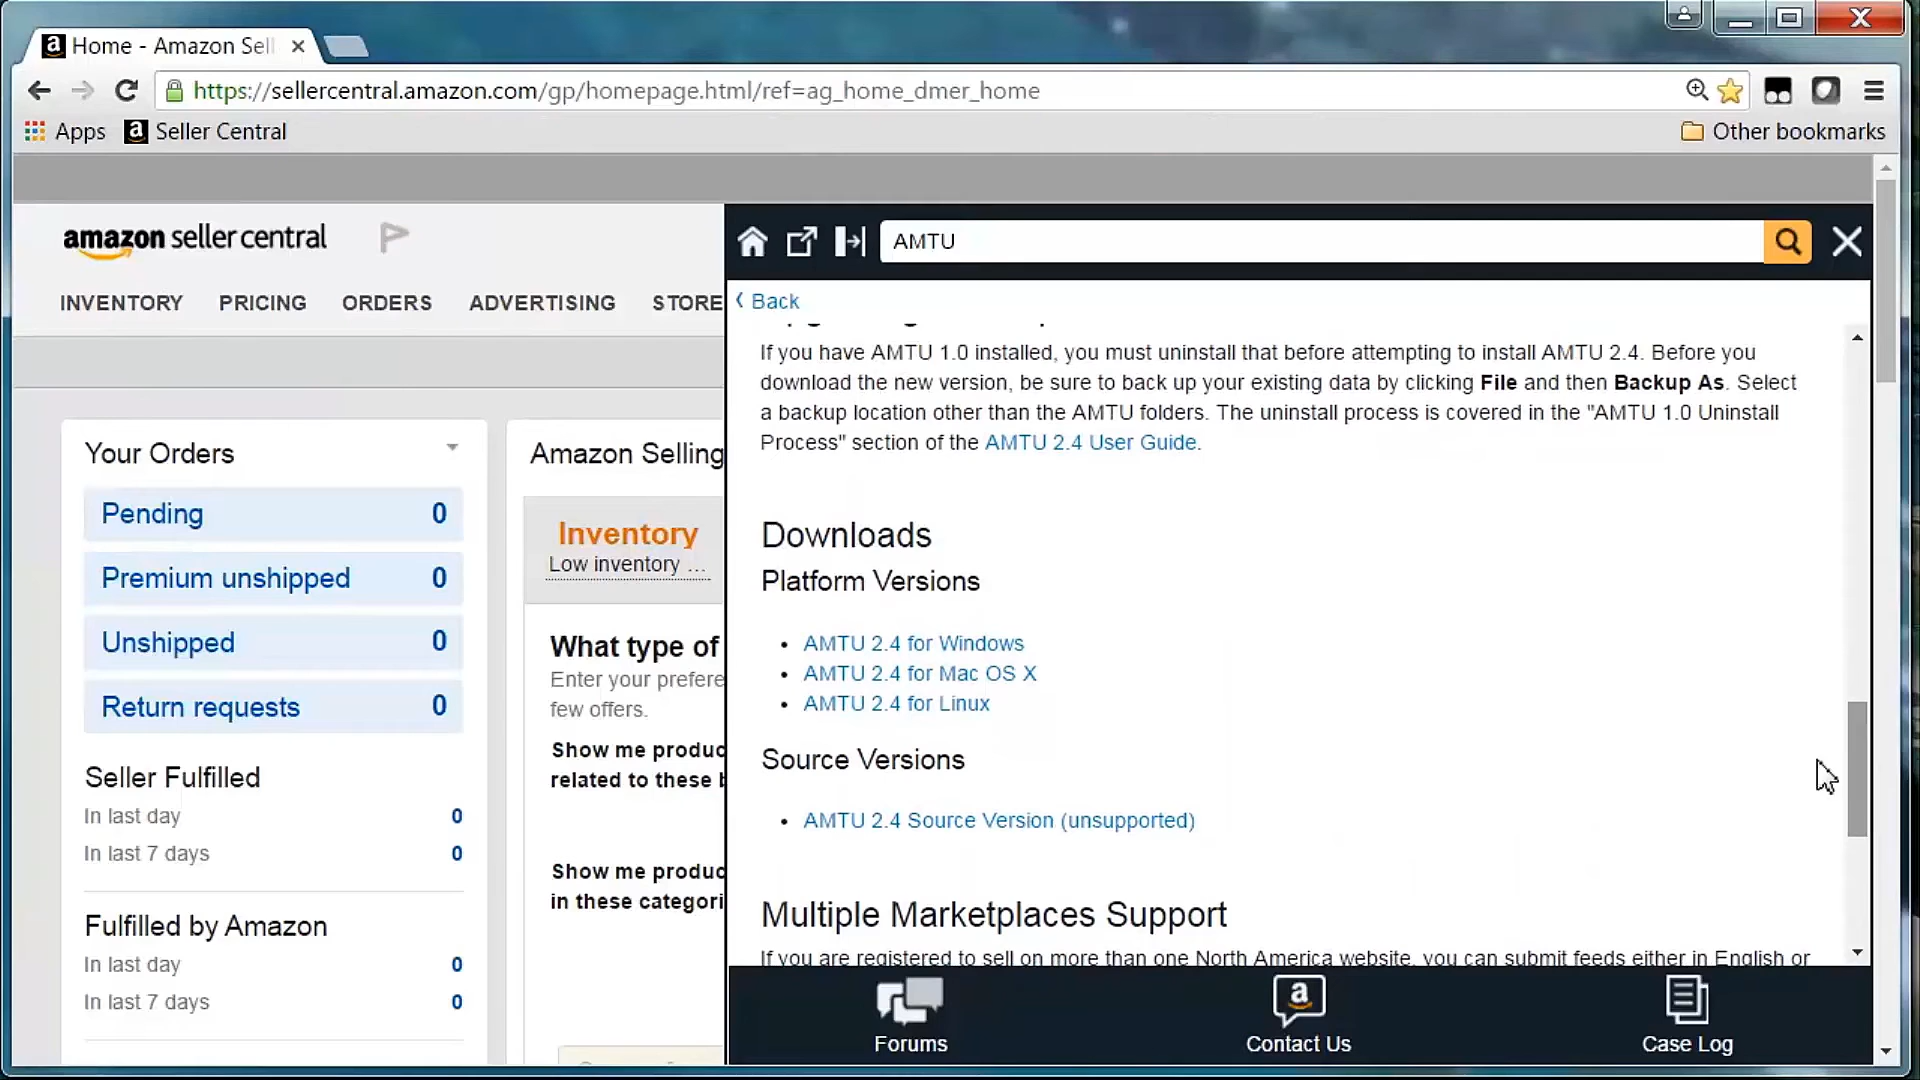 Home - Amazon Sell
https://sellercentral.amazon.com/gp/homepage.html/ref=ag_home_dmer_home
Apps
Seller Central
Other bookmarks
amazon seller central
AMTU
INVENTORY PRICING ORDERS ADVERTISING STORE
Back
If you have AMTU 1.0 installed, you must uninstall that before attempting to install AMTU 2.4. Before you
download the new version, be sure to back up your existing data by clicking File and then Backup As. Select
a backup location other than the AMTU folders. The uninstall process is covered in the "AMTU 1.0 Uninstall
Process" section of the AMTU 2.4 User Guide.
Downloads
Platform Versions
• AMTU 2.4 for Windows
• AMTU 2.4 for Mac OS X
• AMTU 2.4 for Linux
Source Versions
• AMTU 2.4 Source Version (unsupported)
Multiple Marketplaces Support
If you are registered to sell on more than one North America website, you can submit feeds either in English or
Forums
Contact Us
Case Log
Your Orders
Pending 0
Premium unshipped 0
Unshipped 0
Return requests 0
Seller Fulfilled
In last day 0
In last 7 days 0
Fulfilled by Amazon
In last day 0
In last 7 days 0
Amazon Selling
Inventory
Low inventory ...
What type of
Enter your prefere
few offers.
Show me produc
related to these b
Show me produc
in these categori